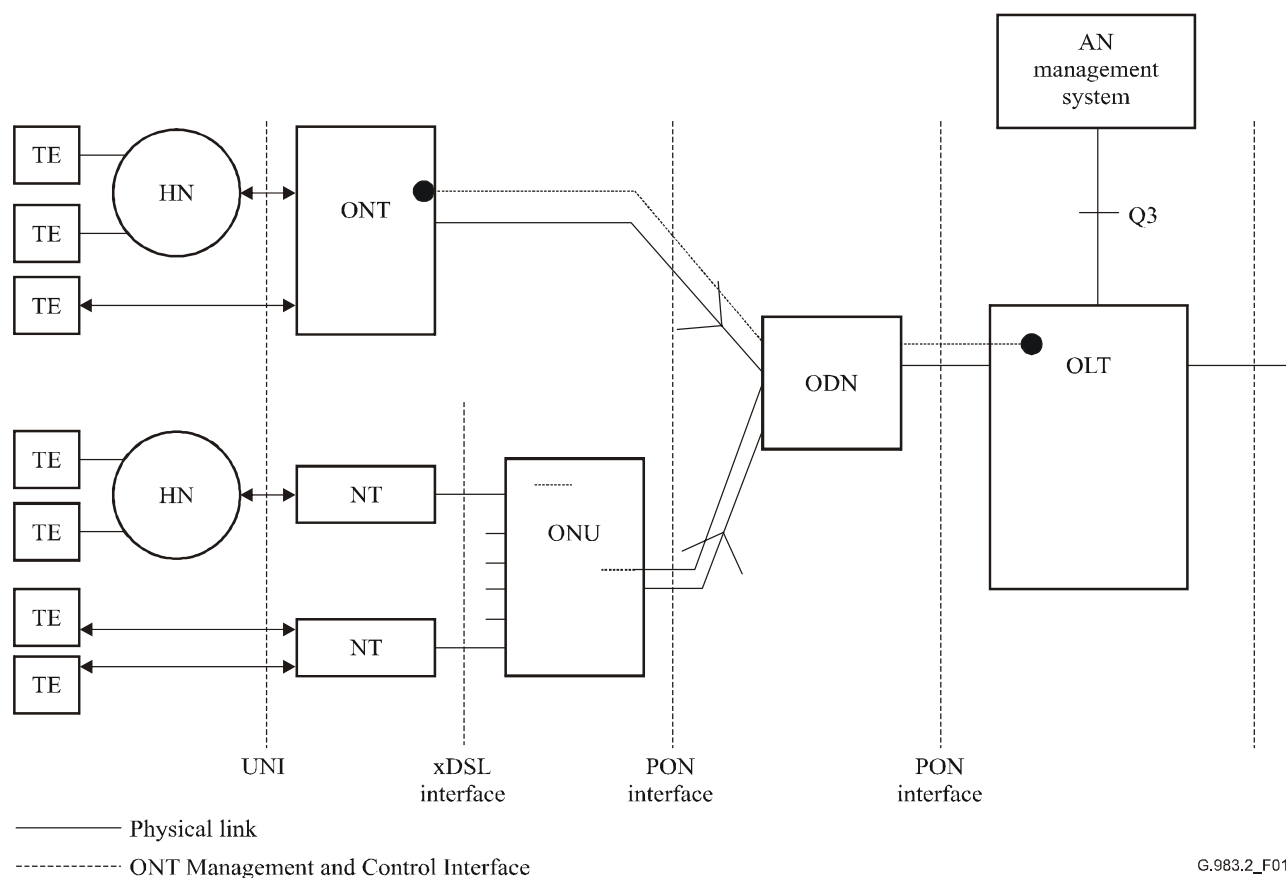 AN
management
system
TE
HN
ONT
TE
Q3
TE
ODN
OLT
TE
HN
NT
ONU
TE
TE
NT
TE
UNI
xDSL
interface
PON
interface
PON
interface
Physical link
ONT Management and Control Interface
G.983.2_F01